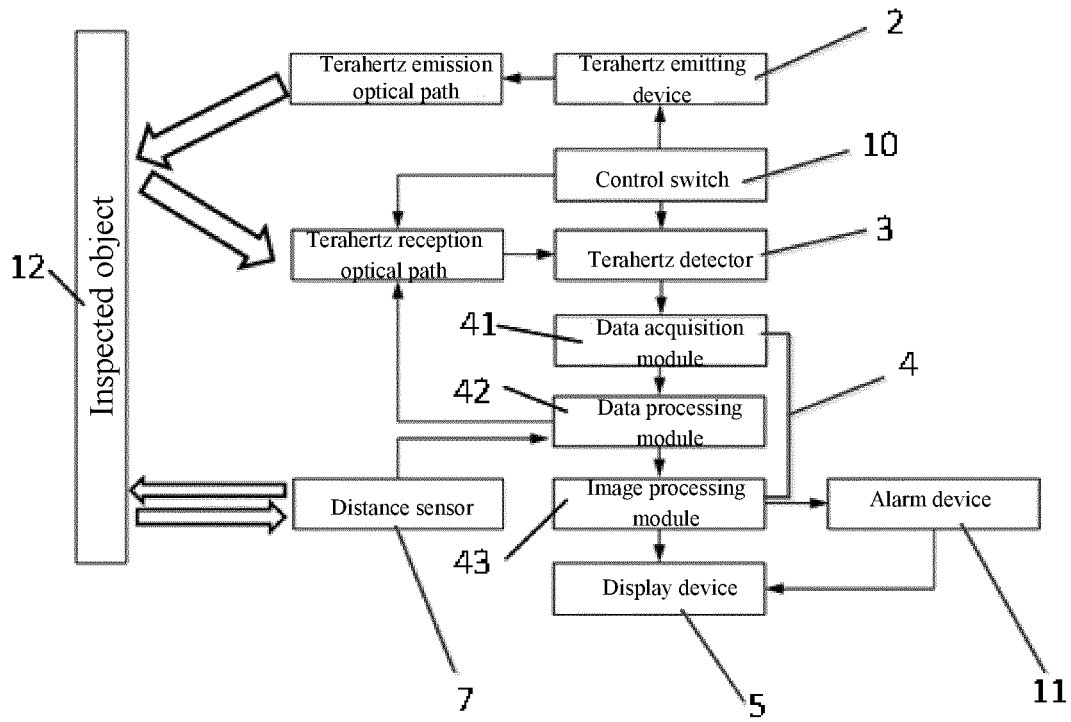 2
Terahertz emission
optical path
Terahertz emitting
device
10
Control switch
3
Terahertz reception
optical path
Terahertz detector
12
Inspected object
41
Data acquisition
module
4
42
Data processing
module
Distance sensor
Image processing
module
Alarm device
43
Display device
7
5
11